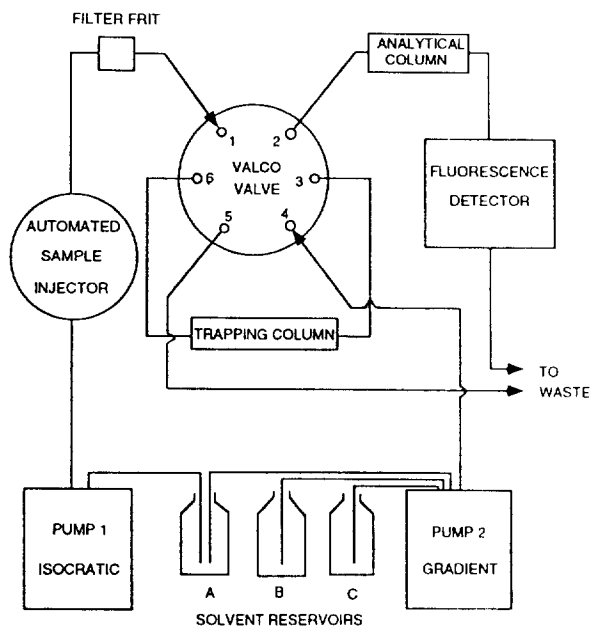 FILTER FRIT
ANALYTICAL
COLUMN
1
2
VALCO
VALVE
6
3
5
4
FLUORESCENCE
DETECTOR
AUTOMATED
SAMPLE
INJECTOR
TRAPPING COLUMN
TO
WASTE
PUMP 1
ISOCRATIC
PUMP 2
GRADIENT
A
B
C
SOLVENT RESERVOIRS